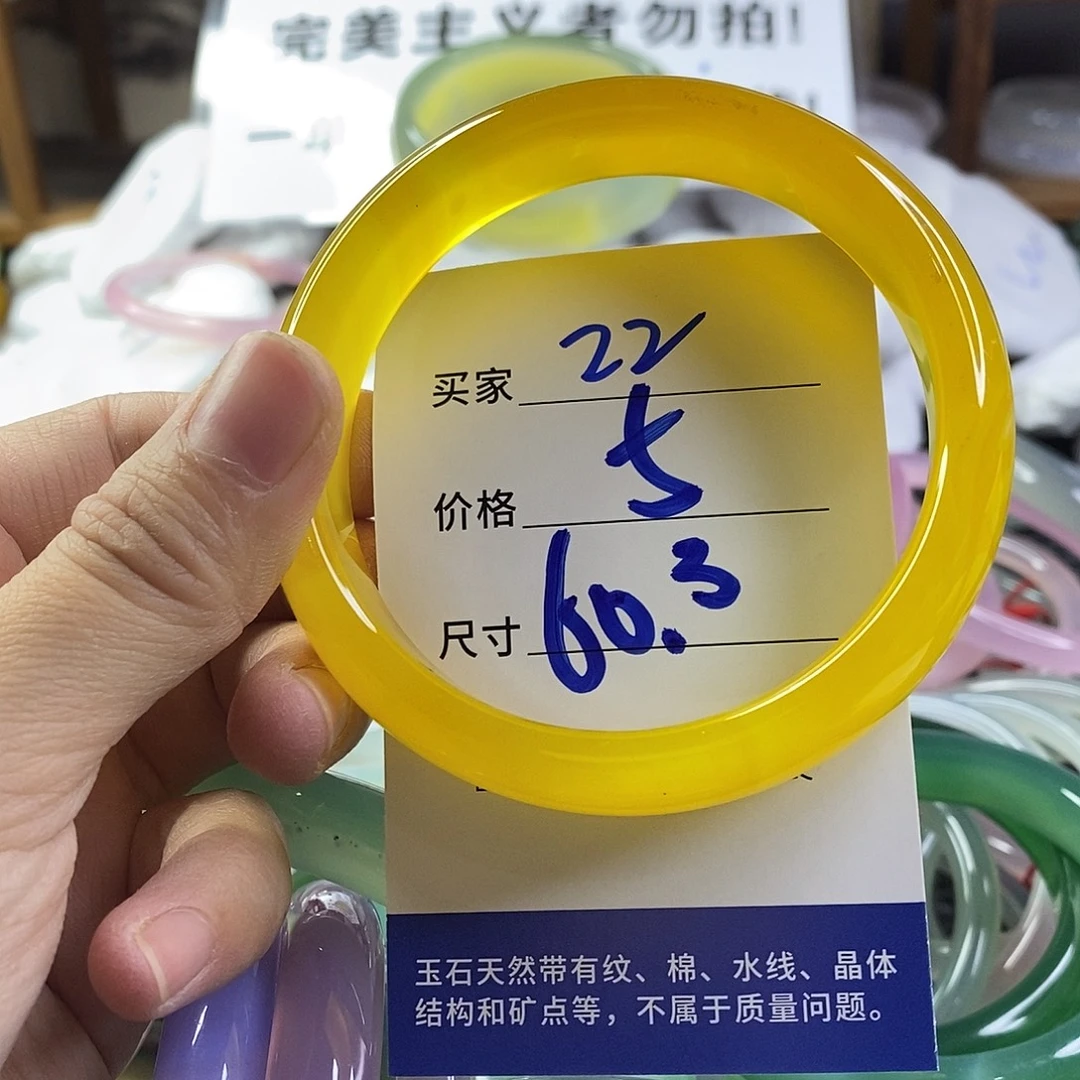 完美主义者勿拍!
买家 22
价格 5
尺寸 60.3
玉石天然带有纹、棉、水线、晶体
结构和矿点等，不属于质量问题。